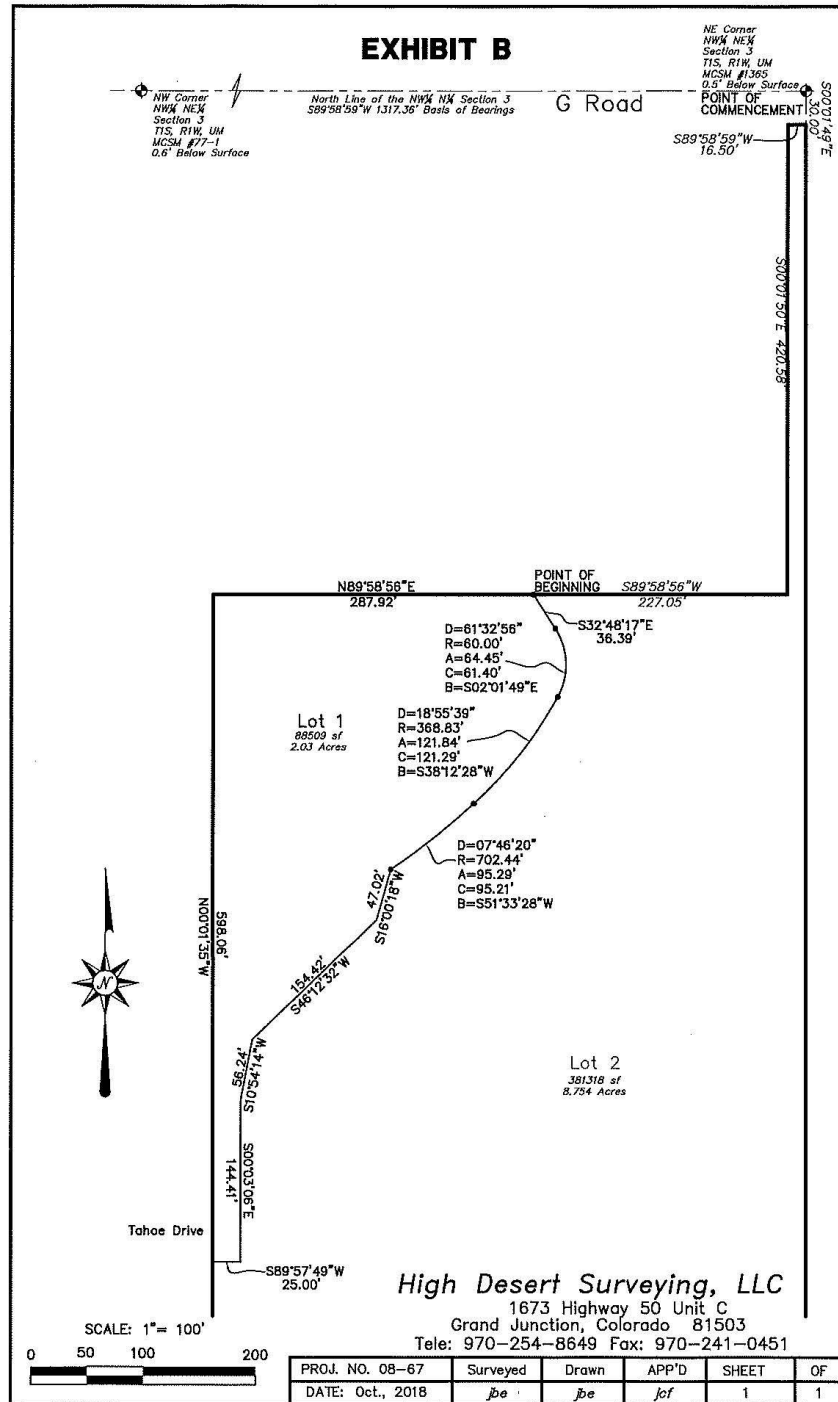 EXHIBIT B
NE Corner
NW¼ NE¼
Section 3
T1S, R1W, UM
MCSM #1365
0.5' Below Surface
POINT OF
COMMENCEMENT
S00°01'49"E
30.00'
NW Corner
NW¼ NE¼
Section 3
T1S, R1W, UM
MCSM #77-1
0.6' Below Surface
North Line of the NW¼ N¼ Section 3
S89°58'59"W 1317.36' Basis of Bearings
G Road
S89°58'59"W
16.50'
S00°01'50"E 420.58'
N89°58'56"E
287.92'
POINT OF
BEGINNING
S89°58'56"W
227.05'
S32°48'17"E
36.39'
D=61°32'56"
R=60.00'
A=64.45'
C=61.40'
B=S02°01'49"E
Lot 1
88509 sf
2.03 Acres
D=18°55'39"
R=368.83'
A=121.84'
C=121.29'
B=S38°12'28"W
D=07°46'20"
R=702.44'
A=95.29'
C=95.21'
B=S51°33'28"W
47.02'
S16°00'18"W
598.06'
N00°01'35"W
154.42'
S46°12'32"W
N
56.24'
S10°54'14"W
Lot 2
381318 sf
8.754 Acres
S00°03'06"E
144.41'
Tahoe Drive
S89°57'49"W
25.00'
High Desert Surveying, LLC
1673 Highway 50 Unit C
Grand Junction, Colorado 81503
Tele: 970-254-8649 Fax: 970-241-0451
SCALE: 1"= 100'
0 50 100 200
PROJ. NO. 08-67 Surveyed Drawn APP'D SHEET OF
DATE: Oct., 2018 jbe jbe jcf 1 1